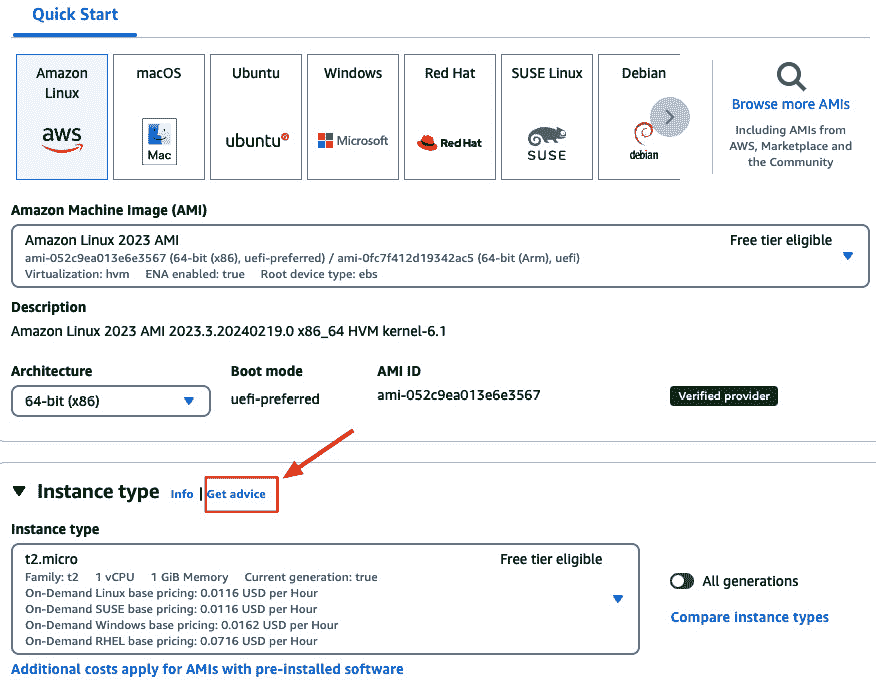 Quick Start
Amazon
Linux
aws
macOS
Mac
Ubuntu
ubuntu
Windows
Microsoft
Red Hat
RedHat
SUSE Linux
SUSE
Debian
debian
Browse more AMIs
Including AMIs from
AWS, Marketplace and
the Community
Amazon Machine Image (AMI)
Amazon Linux 2023 AMI
Free tier eligible
ami-052c9ea013e6e3567 (64-bit (x86), uefi-preferred) / ami-0fc7f412d19342ac5 (64-bit (Arm), uefi)
Virtualization: hvm ENA enabled: true Root device type: ebs
Description
Amazon Linux 2023 AMI 2023.3.20240219.0 x86_64 HVM kernel-6.1
Architecture
64-bit (x86)
Boot mode
uefi-preferred
AMI ID
ami-052c9ea013e6e3567
Verified provider
Instance type Info | Get advice
Instance type
t2.micro
Free tier eligible
Family: t2 1 vCPU 1 GiB Memory Current generation: true
On-Demand Linux base pricing: 0.0116 USD per Hour
On-Demand SUSE base pricing: 0.0116 USD per Hour
On-Demand Windows base pricing: 0.0162 USD per Hour
On-Demand RHEL base pricing: 0.0716 USD per Hour
All generations
Compare instance types
Additional costs apply for AMIs with pre-installed software